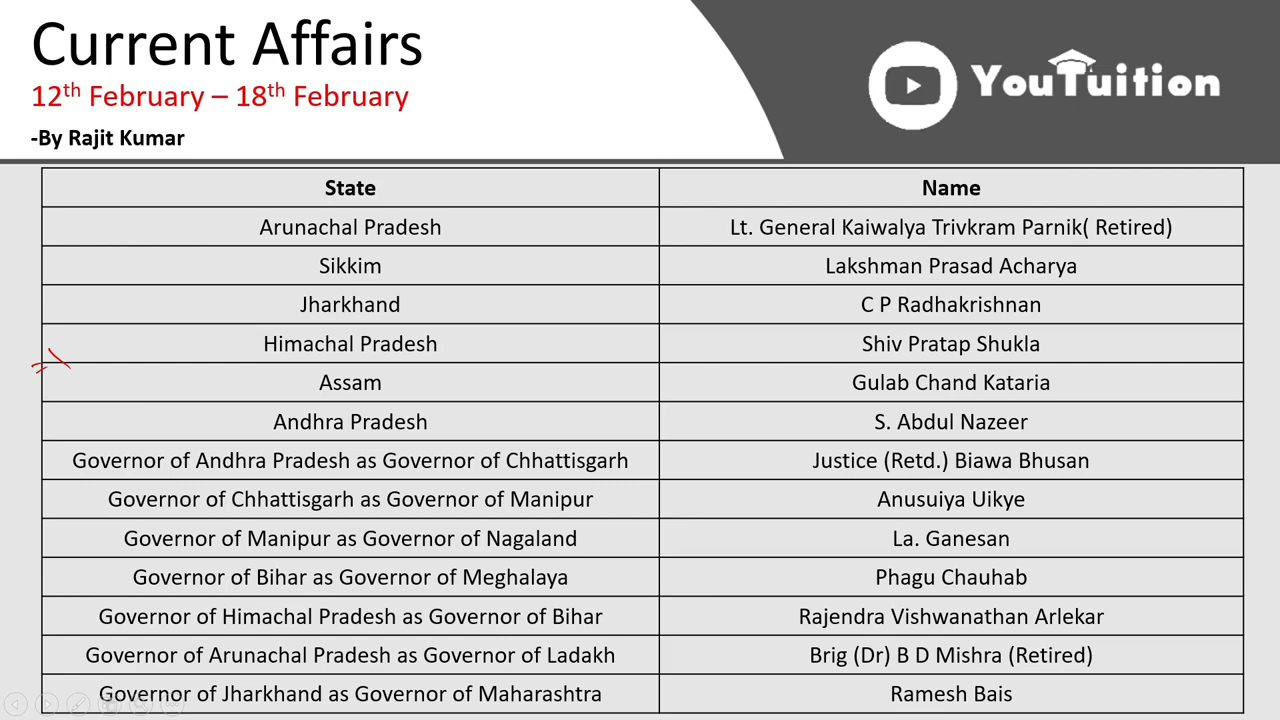 Current Affairs
12th February – 18th February
-By Rajit Kumar
YouTuition
State Name
Arunachal Pradesh Lt. General Kaiwalya Trivkram Parnik( Retired)
Sikkim Lakshman Prasad Acharya
Jharkhand C P Radhakrishnan
Himachal Pradesh Shiv Pratap Shukla
Assam Gulab Chand Kataria
Andhra Pradesh S. Abdul Nazeer
Governor of Andhra Pradesh as Governor of Chhattisgarh Justice (Retd.) Biawa Bhusan
Governor of Chhattisgarh as Governor of Manipur Anusuiya Uikye
Governor of Manipur as Governor of Nagaland La. Ganesan
Governor of Bihar as Governor of Meghalaya Phagu Chauhab
Governor of Himachal Pradesh as Governor of Bihar Rajendra Vishwanathan Arlekar
Governor of Arunachal Pradesh as Governor of Ladakh Brig (Dr) B D Mishra (Retired)
Governor of Jharkhand as Governor of Maharashtra Ramesh Bais